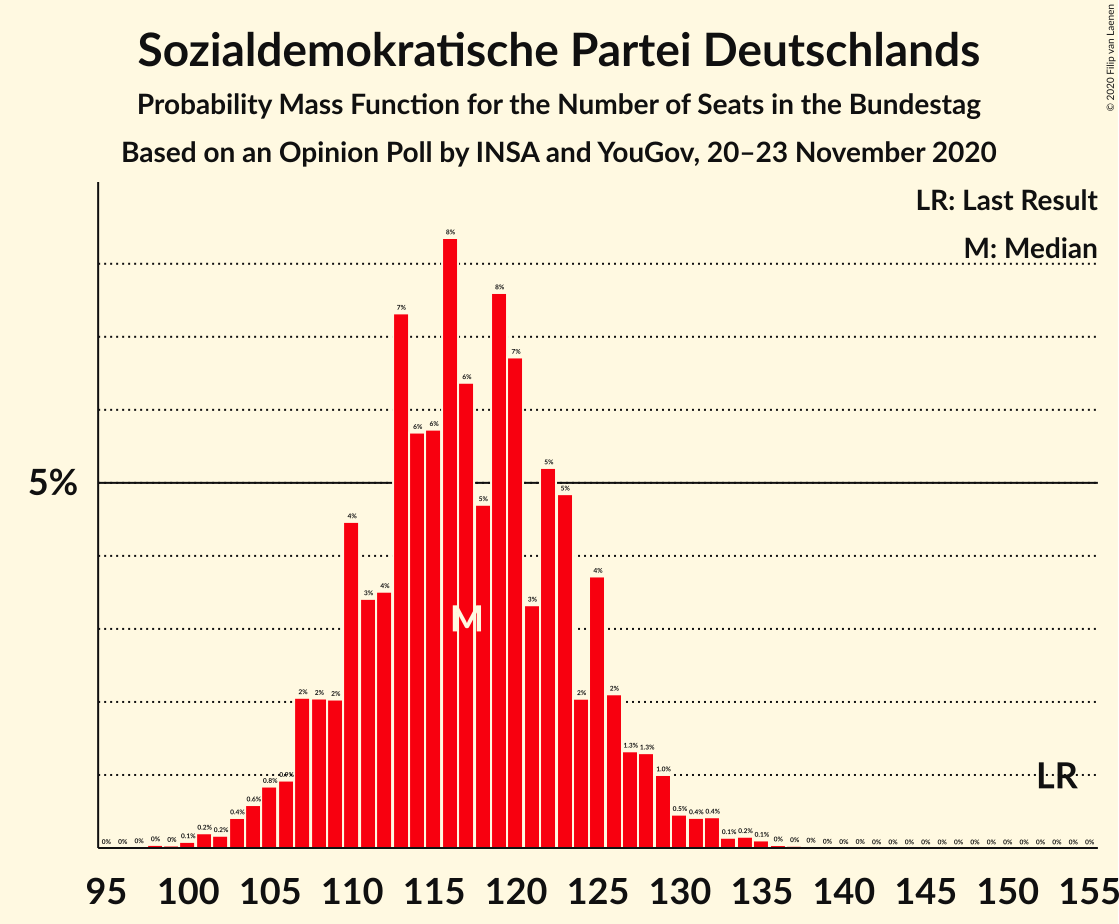 Sozialdemokratische Partei Deutschlands
Probability Mass Function for the Number of Seats in the Bundestag
Based on an Opinion Poll by INSA and YouGov, 20–23 November 2020
© 2020 Filip van Laenen
LR: Last Result
M: Median
5%
0% 0% 0% 0% 0% 0.1% 0.2% 0.2% 0.4% 0.6% 0.8% 0.9% 2% 2% 2% 4% 3% 4% 7% 6% 6% 8% 6% 5% 8% 7% 3% 5% 5% 2% 4% 2% 1.3% 1.3% 1.0% 0.5% 0.4% 0.4% 0.1% 0.2% 0.1% 0% 0% 0% 0% 0% 0% 0% 0% 0% 0% 0% 0% 0% 0% 0% 0% 0% 0% 0% 0%
M
LR
95 100 105 110 115 120 125 130 135 140 145 150 155